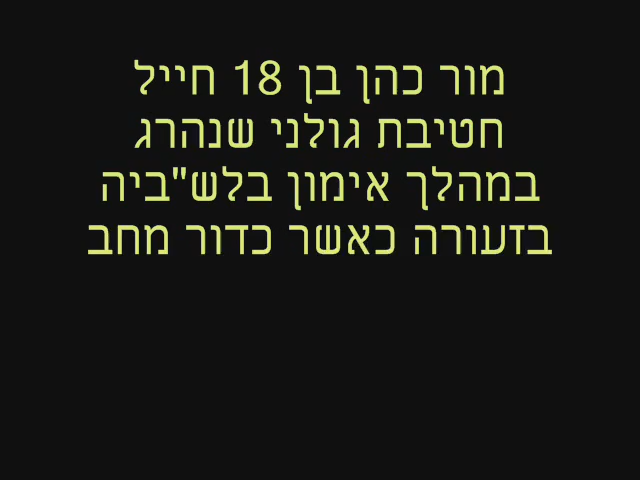 מור כהן בן 18 חייל
חטיבת גולני שנהרג
במהלך אימון בלש"ביה
בזעורה כאשר כדור מחב